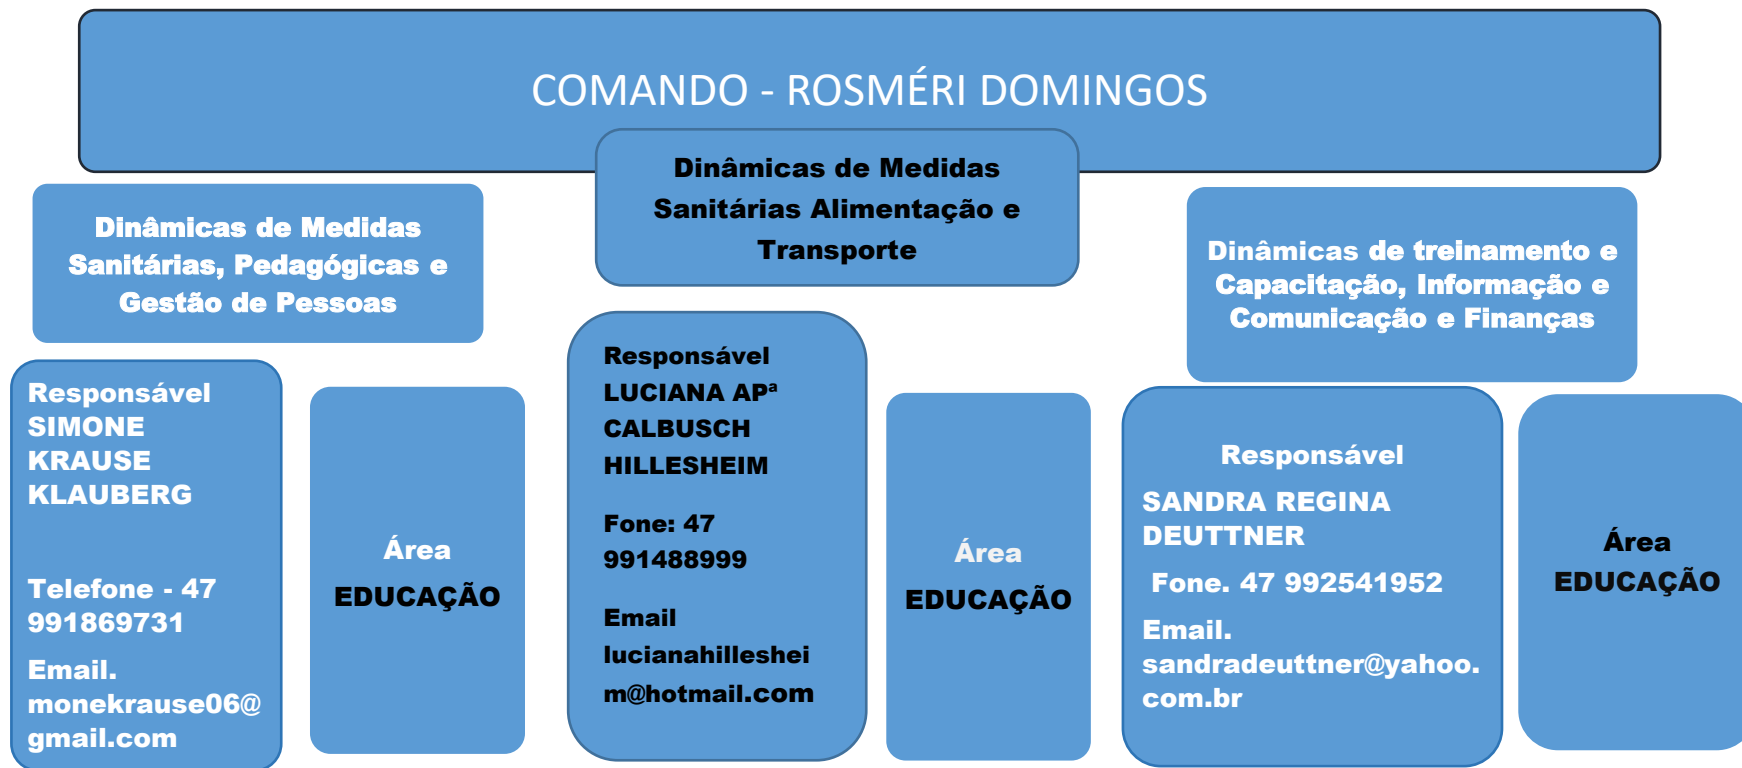 COMANDO - ROSMÉRI DOMINGOS
Dinâmicas de Medidas
Sanitárias, Pedagógicas e
Gestão de Pessoas
Dinâmicas de Medidas
Sanitárias Alimentação e
Transporte
Dinâmicas de treinamento e
Capacitação, Informação e
Comunicação e Finanças
Responsável
SIMONE
KRAUSE
KLAUBERG
Telefone - 47
991869731
Email.
monekrause06@
gmail.com
Área
EDUCAÇÃO
Responsável
LUCIANA APª
CALBUSCH
HILLESHEIM
Fone: 47
991488999
Email
lucianahilleshei
m@hotmail.com
Área
EDUCAÇÃO
Responsável
SANDRA REGINA
DEUTTNER
Fone. 47 992541952
Email.
sandradeuttner@yahoo.
com.br
Área
EDUCAÇÃO